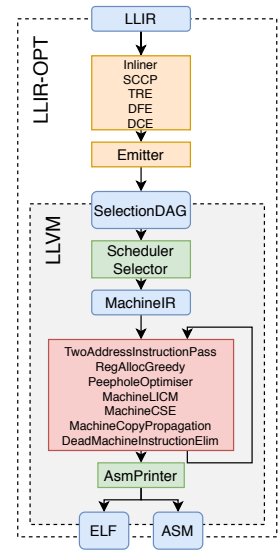 LLIR
LLIR-OPT
Inliner
SCCP
TRE
DFE
DCE
Emitter
LLVM
SelectionDAG
Scheduler
Selector
MachineIR
TwoAddressInstructionPass
RegAllocGreedy
PeepholeOptimiser
MachineLICM
MachineCSE
MachineCopyPropagation
DeadMachineInstructionElim
AsmPrinter
ELF
ASM